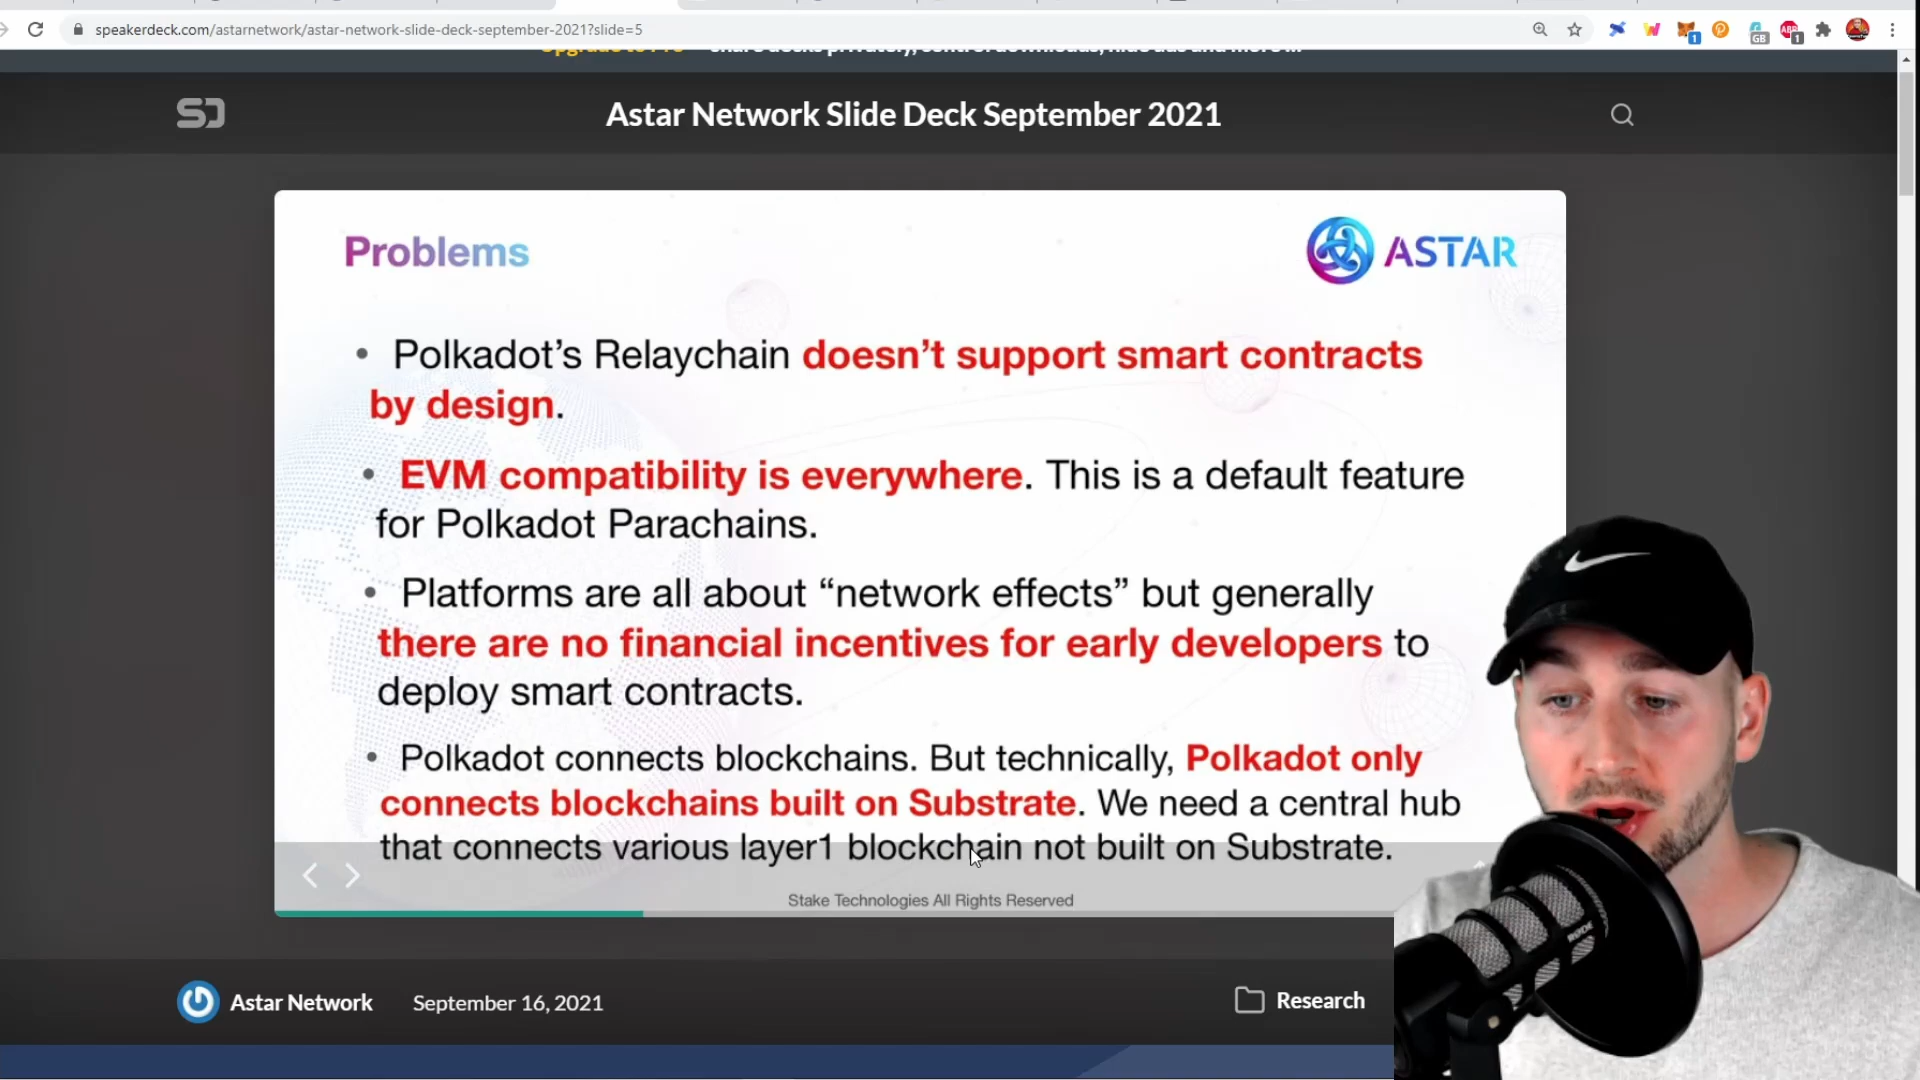 speakerdeck.com/astarnetwork/astar-network-slide-deck-september-2021?slide=5
Astar Network Slide Deck September 2021
Problems
ASTAR
• Polkadot’s Relaychain doesn’t support smart contracts
by design.
• EVM compatibility is everywhere. This is a default feature
for Polkadot Parachains.
• Platforms are all about “network effects” but generally
there are no financial incentives for early developers to
deploy smart contracts.
• Polkadot connects blockchains. But technically, Polkadot only
connects blockchains built on Substrate. We need a central hub
that connects various layer1 blockchain not built on Substrate.
Stake Technologies All Rights Reserved
Astar Network
September 16, 2021
Research
RØDE